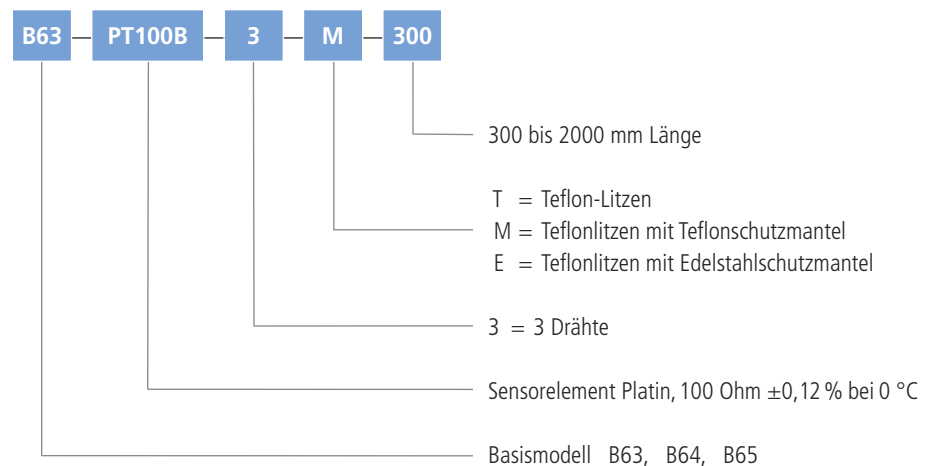 B63 – PT100B – 3 – M – 300
300 bis 2000 mm Länge
T = Teflon-Litzen
M = Teflonlitzen mit Teflonschutzmantel
E = Teflonlitzen mit Edelstahlschutzmantel
3 = 3 Drähte
Sensorelement Platin, 100 Ohm ±0,12 % bei 0 °C
Basismodell B63, B64, B65